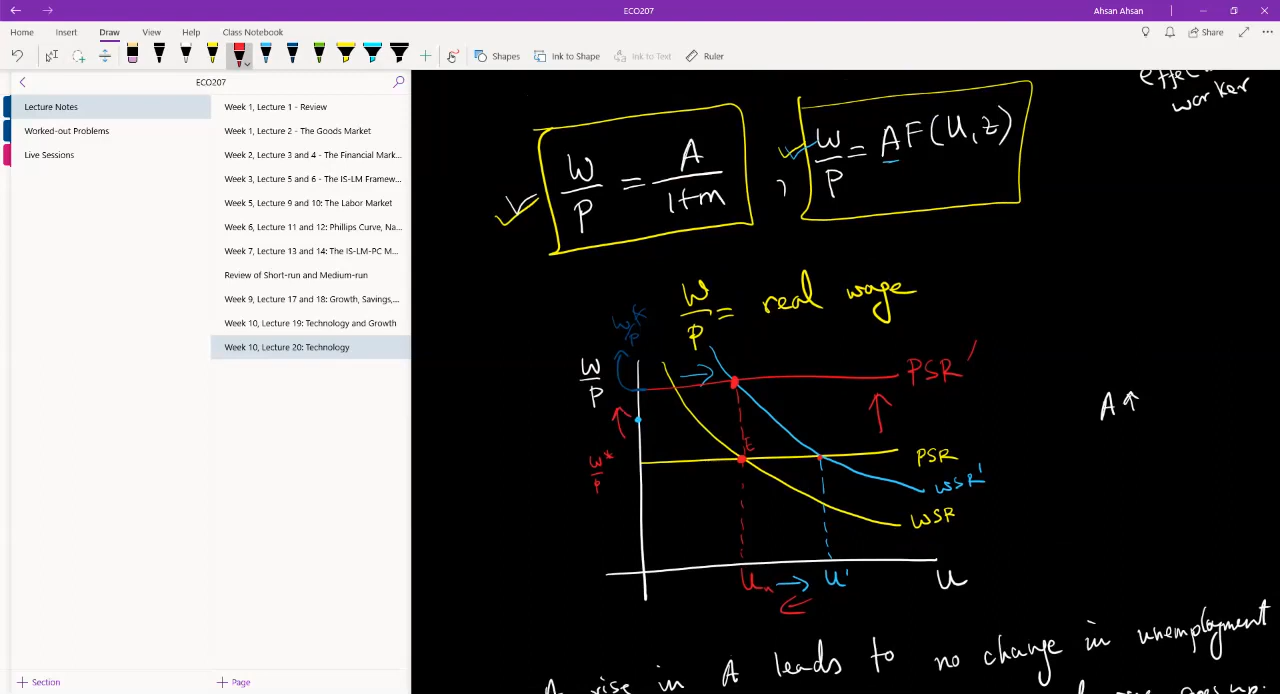 ECO207
Ahsan Ahsan
Home Insert Draw View Help Class Notebook
Share
Shapes Ink to Shape Ink to Text Ruler
ECO207
Lecture Notes
Worked-out Problems
Live Sessions
Week 1, Lecture 1 - Review
Week 1, Lecture 2 - The Goods Market
Week 2, Lecture 3 and 4 - The Financial Mark...
Week 3, Lecture 5 and 6 - The IS-LM Framew...
Week 5, Lecture 9 and 10: The Labor Market
Week 6, Lecture 11 and 12: Phillips Curve, Na...
Week 7, Lecture 13 and 14: The IS-LM-PC M...
Review of Short-run and Medium-run
Week 9, Lecture 17 and 18: Growth, Savings,...
Week 10, Lecture 19: Technology and Growth
Week 10, Lecture 20: Technology
+ Section
+ Page
worker
W/P = A/1+m , W/P = AF(u,z)
W/P = real wage
W/P*
W/P
PSR'
A↑
E
W*/P
PSR
WSR'
WSR
un → u'
←
u
A rise in A leads to no change in unemployment